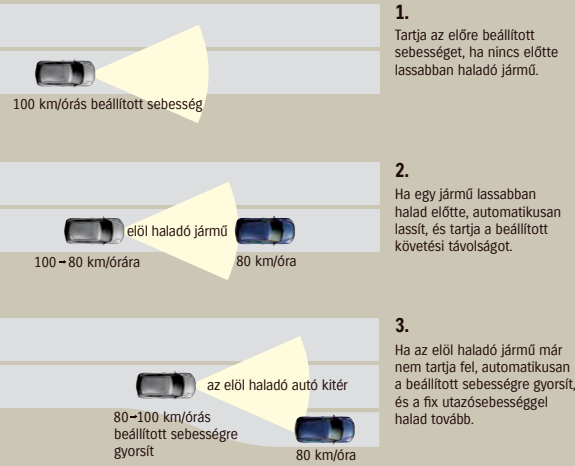 1.
Tartja az előre beállított
sebességet, ha nincs előtte
lassabban haladó jármű.
100 km/órás beállított sebesség
2.
Ha egy jármű lassabban
halad előtte, automatikusan
lassít, és tartja a beállított
követési távolságot.
elöl haladó jármű
100→80 km/órára
80 km/óra
3.
Ha az elöl haladó jármű már
nem tartja fel, automatikusan
a beállított sebességre gyorsít,
és a fix utazósebességgel
halad tovább.
az elöl haladó autó kitér
80→100 km/órás
beállított sebességre
gyorsít
80 km/óra